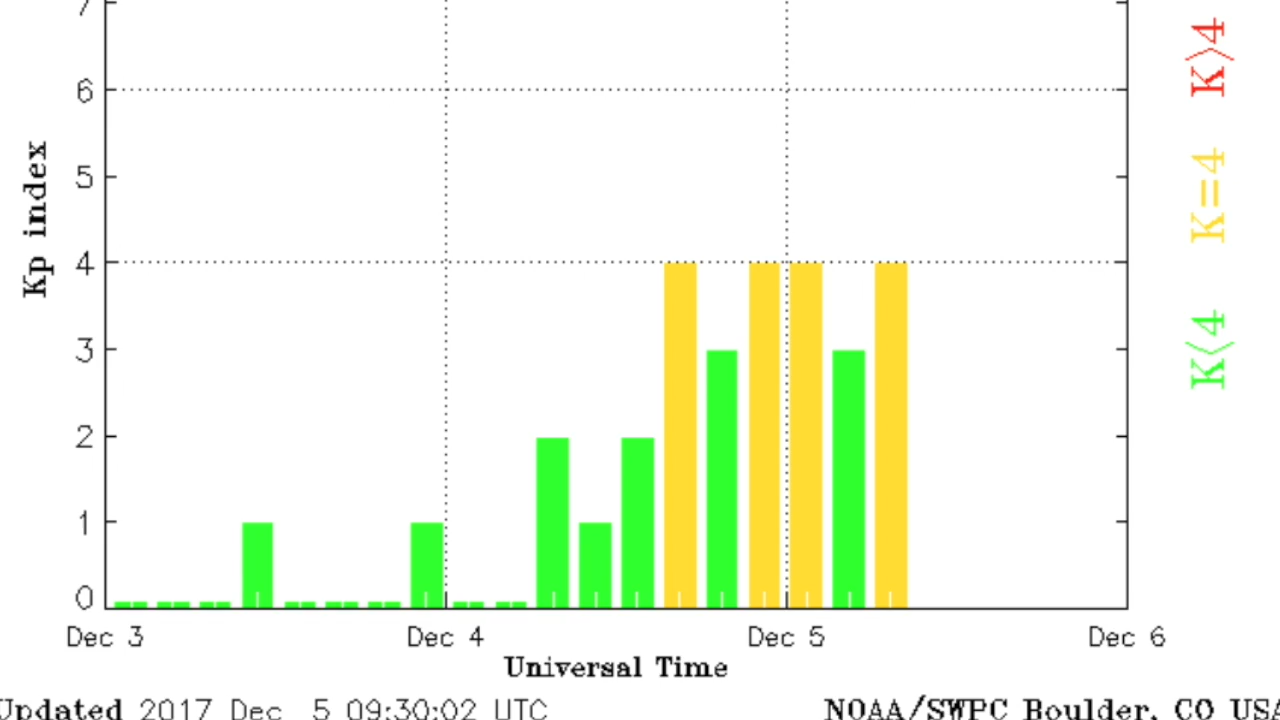 7
6
5
4
3
2
1
0
Kp index
Dec 3 Dec 4 Dec 5 Dec 6
Universal Time
Updated 2017 Dec 5 09:30:02 UTC
NOAA/SWPC Boulder, CO USA
K>4
K=4
K<4